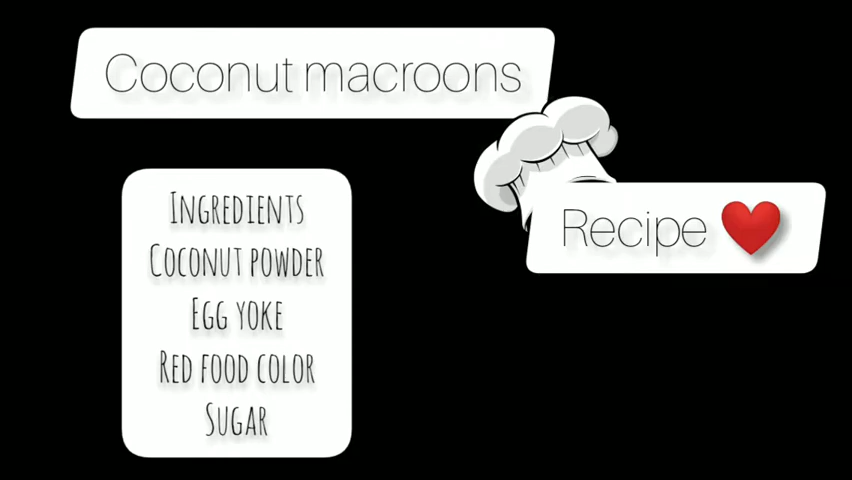 Coconut macroons
Recipe ❤️
Ingredients
Coconut powder
Egg yoke
Red food color
Sugar